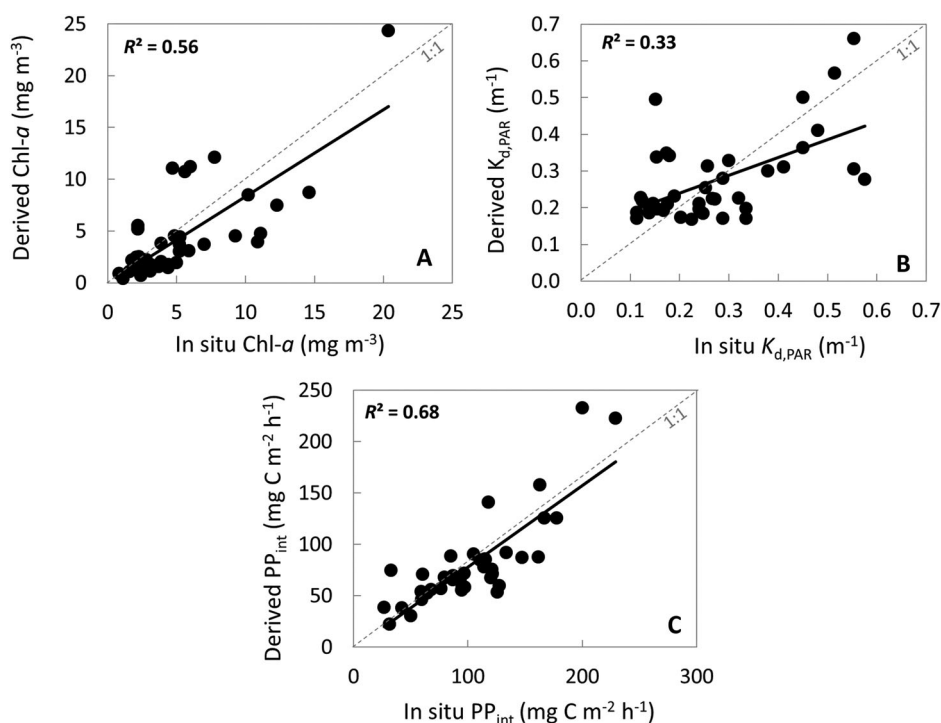 Derived Chl-a (mg m⁻³)
25
20
15
10
5
0
R² = 0.56
1:1
A
0 5 10 15 20 25
In situ Chl-a (mg m⁻³)
Derived K_d,PAR (m⁻¹)
0.7
0.6
0.5
0.4
0.3
0.2
0.1
0.0
R² = 0.33
1:1
B
0.0 0.1 0.2 0.3 0.4 0.5 0.6 0.7
In situ K_d,PAR (m⁻¹)
Derived PP_int (mg C m⁻² h⁻¹)
250
200
150
100
50
0
R² = 0.68
1:1
C
0 100 200 300
In situ PP_int (mg C m⁻² h⁻¹)